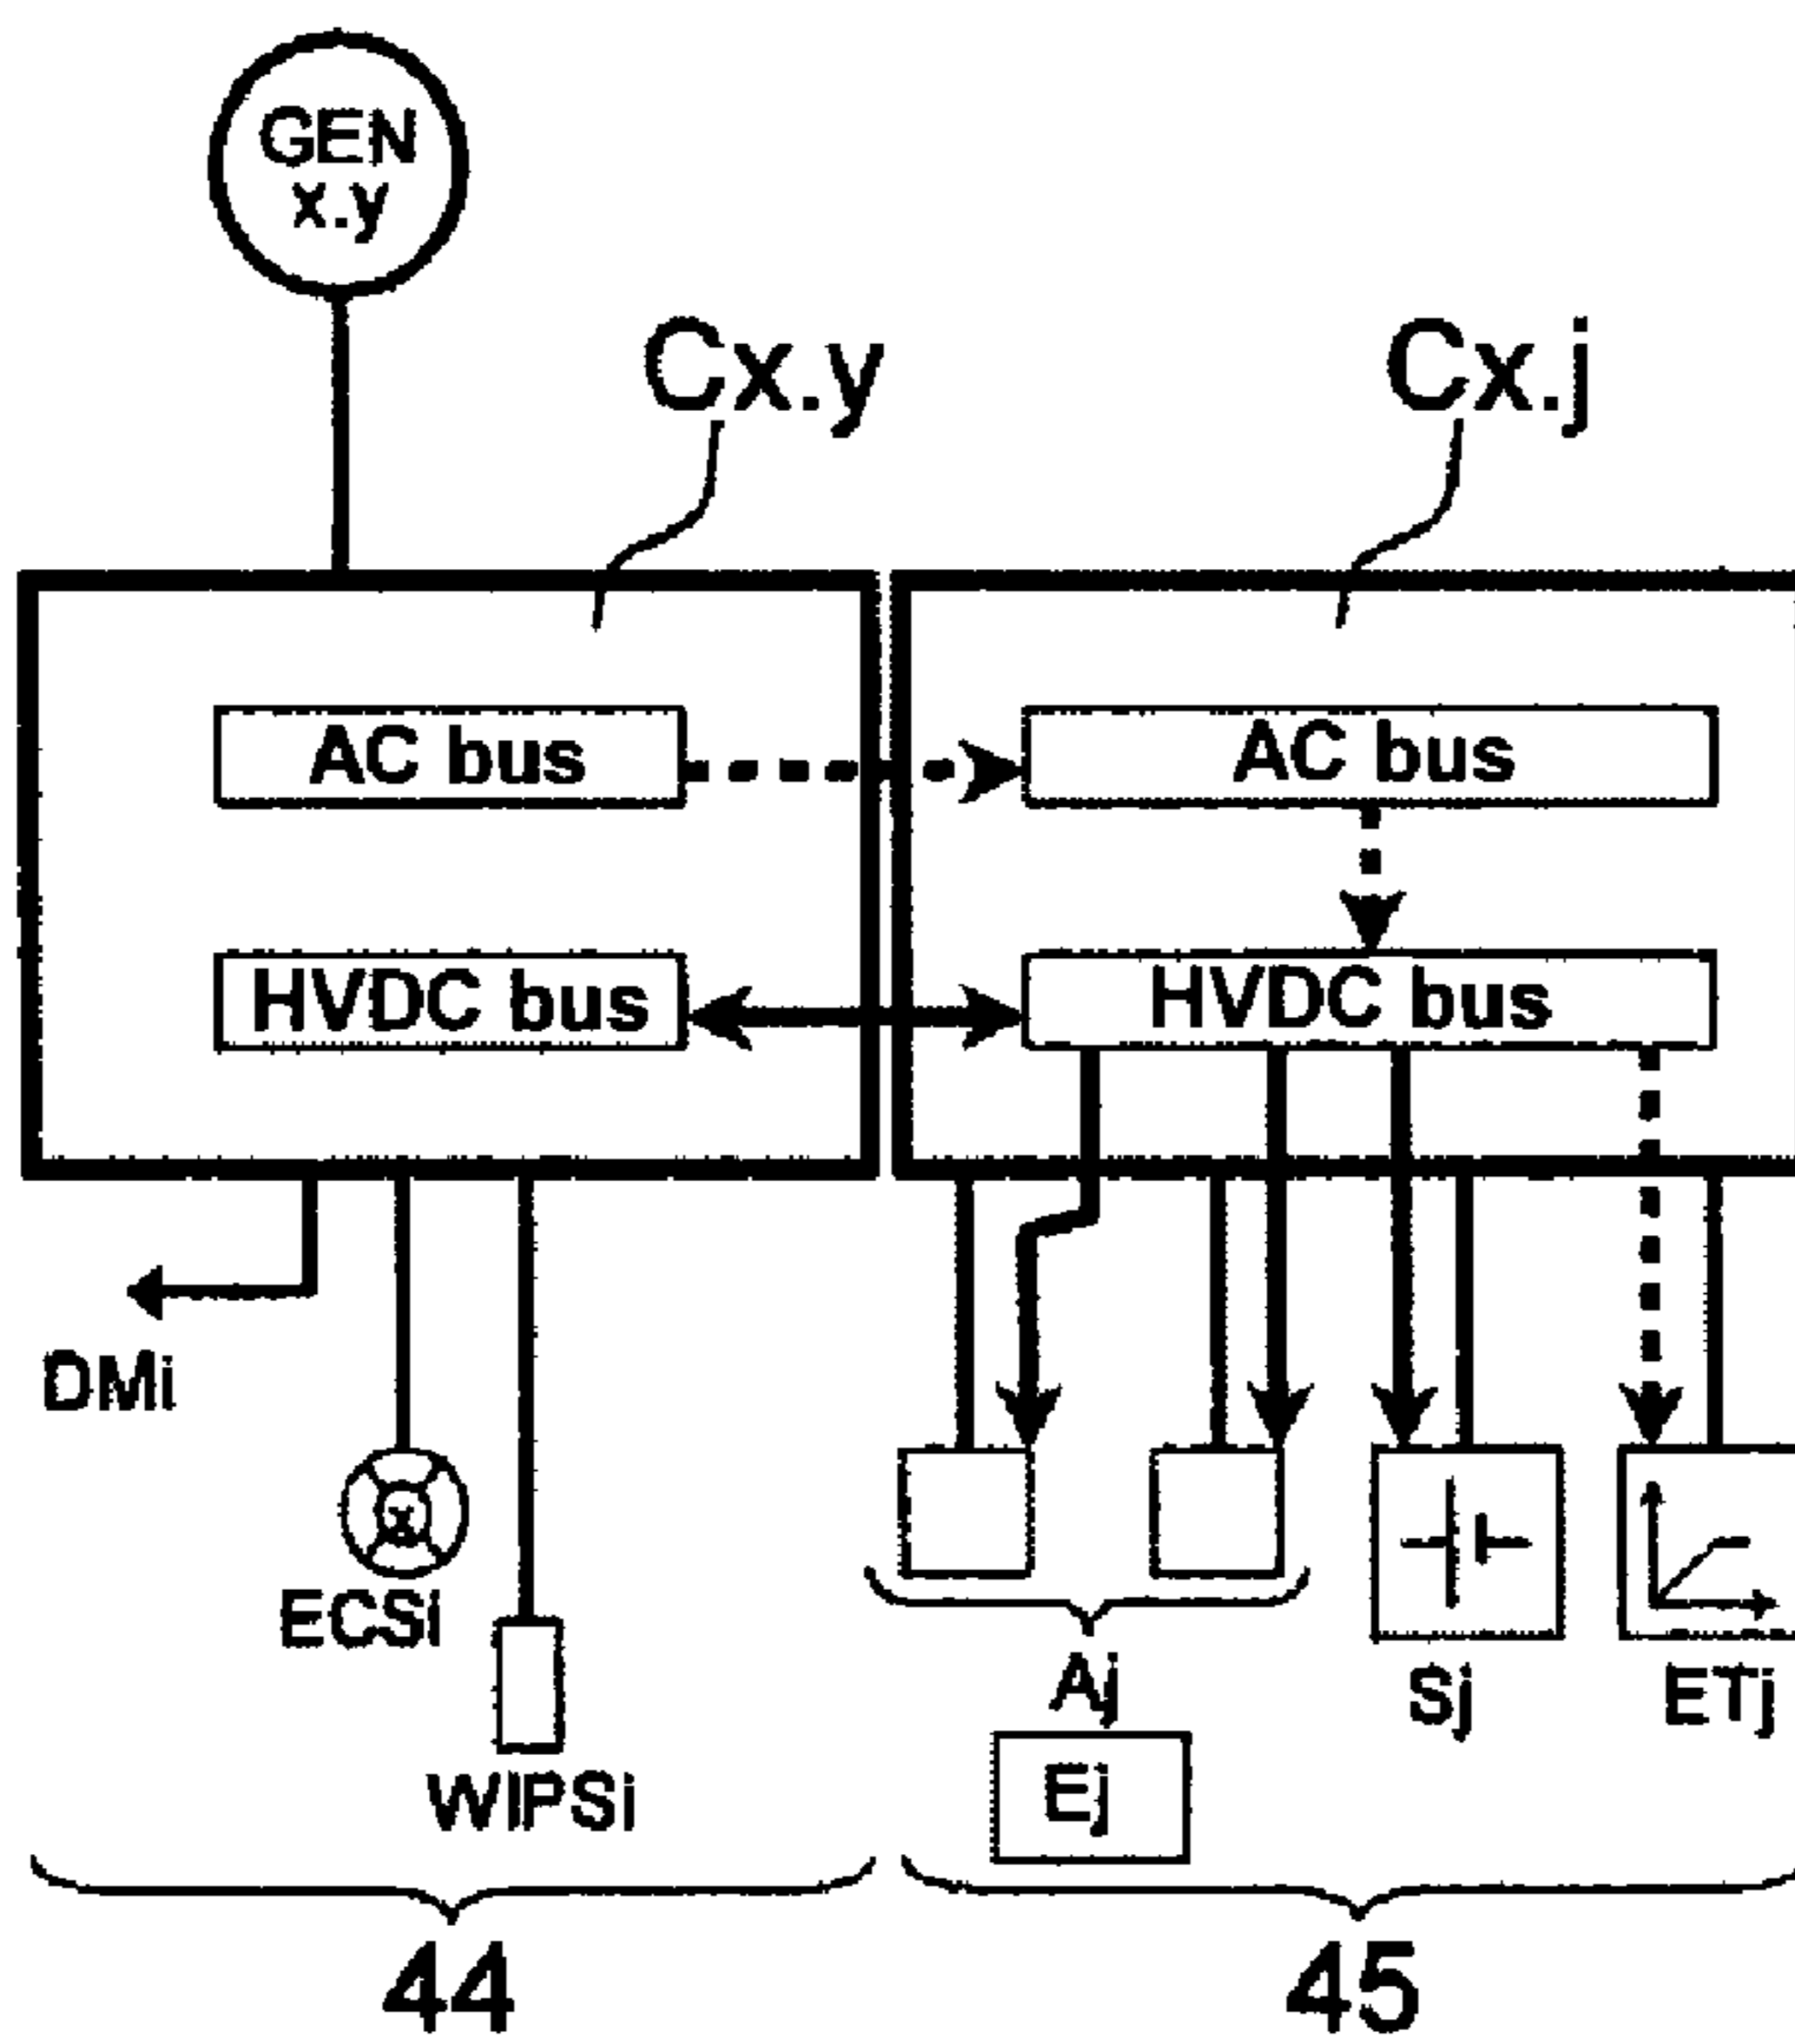 GEN
x.y
Cx.y
Cx.j
AC bus
AC bus
HVDC bus
HVDC bus
DMi
ECSi
WIPSi
Aj
Ej
Sj
ETj
44
45